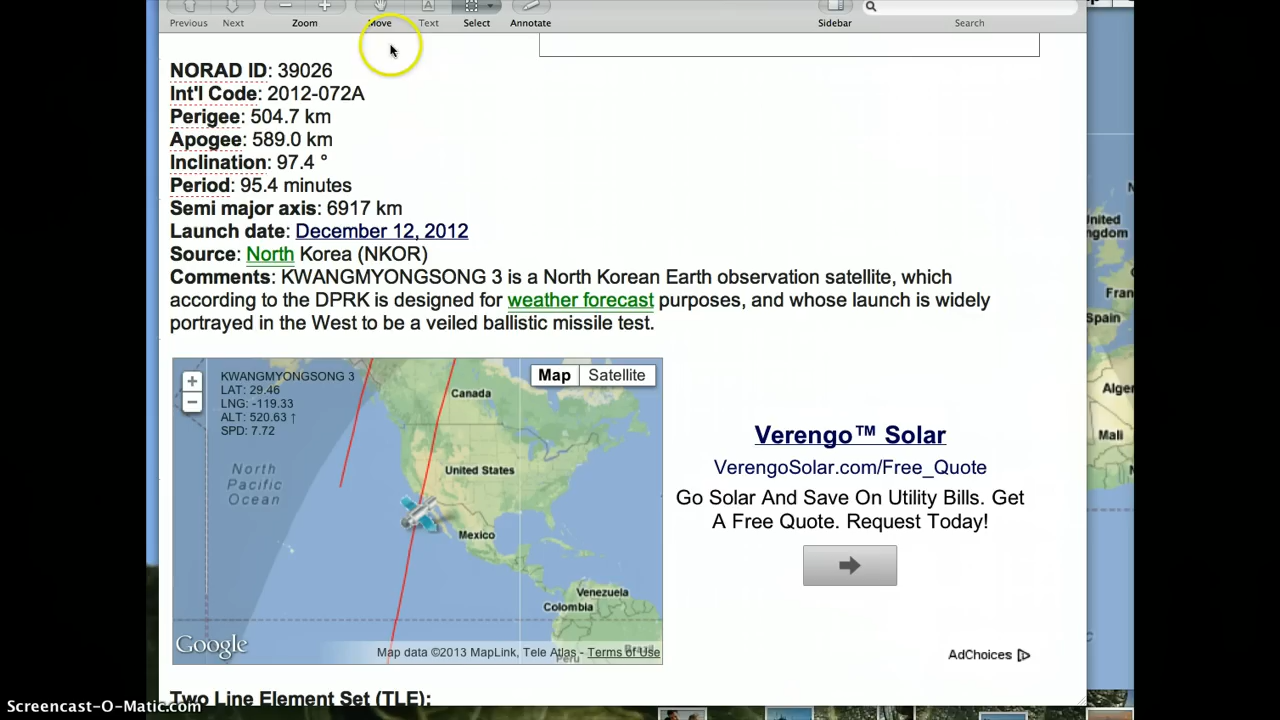 Previous Next Zoom Move Text Select Annotate Sidebar Search
NORAD ID: 39026
Int'l Code: 2012-072A
Perigee: 504.7 km
Apogee: 589.0 km
Inclination: 97.4 °
Period: 95.4 minutes
Semi major axis: 6917 km
Launch date: December 12, 2012
Source: North Korea (NKOR)
Comments: KWANGMYONGSONG 3 is a North Korean Earth observation satellite, which
according to the DPRK is designed for weather forecast purposes, and whose launch is widely
portrayed in the West to be a veiled ballistic missile test.
KWANGMYONGSONG 3
LAT: 29.46
LNG: -119.33
ALT: 520.63 ↑
SPD: 7.72
Map Satellite
Canada
North
Pacific
Ocean
United States
Mexico
Venezuela
Colombia
Peru
Google
Map data ©2013 MapLink, Tele Atlas - Terms of Use
Verengo™ Solar
VerengoSolar.com/Free_Quote
Go Solar And Save On Utility Bills. Get
A Free Quote. Request Today!
AdChoices
Two Line Element Set (TLE):
Spain
Mali
Screencast-O-Matic.com